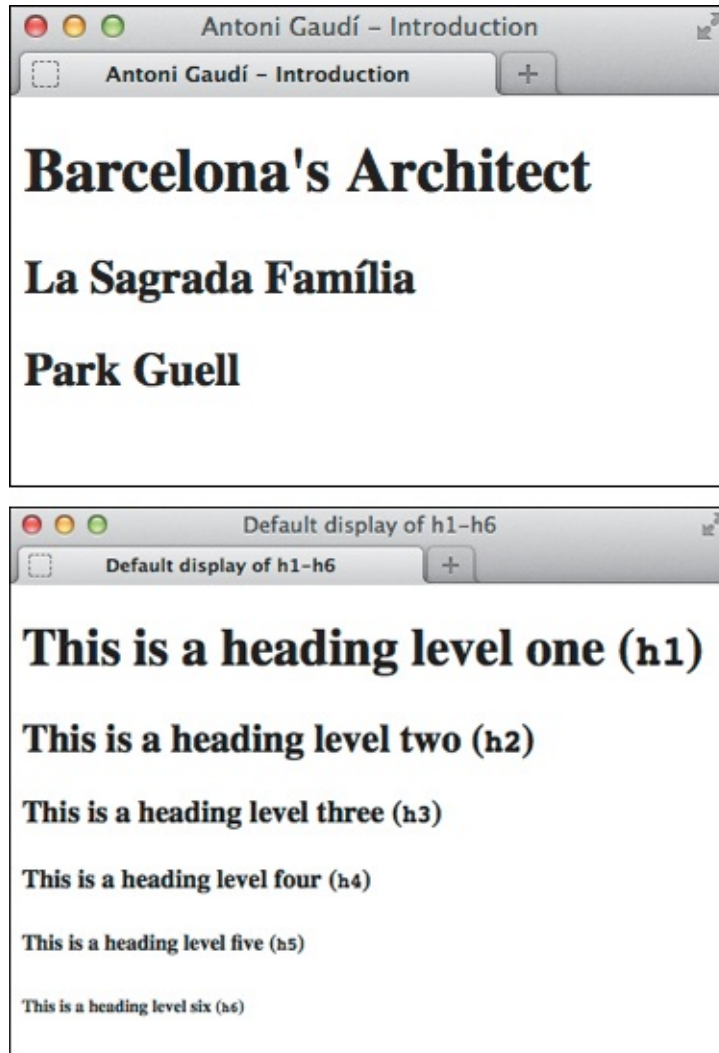 Antoni Gaudí – Introduction
Antoni Gaudí – Introduction
Barcelona's Architect
La Sagrada Família
Park Guell
Default display of h1–h6
Default display of h1–h6
This is a heading level one (h1)
This is a heading level two (h2)
This is a heading level three (h3)
This is a heading level four (h4)
This is a heading level five (h5)
This is a heading level six (h6)